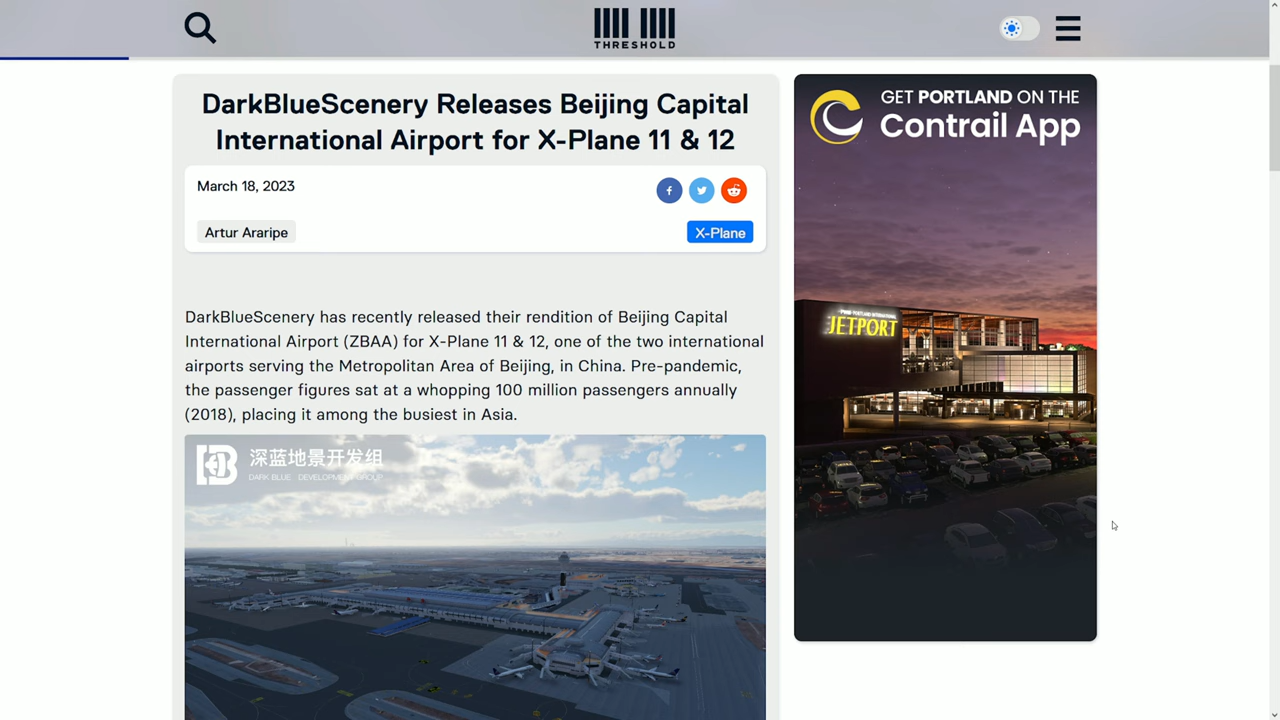 THRESHOLD
DarkBlueScenery Releases Beijing Capital
International Airport for X-Plane 11 & 12
March 18, 2023
Artur Araripe
X-Plane
DarkBlueScenery has recently released their rendition of Beijing Capital
International Airport (ZBAA) for X-Plane 11 & 12, one of the two international
airports serving the Metropolitan Area of Beijing, in China. Pre-pandemic,
the passenger figures sat at a whopping 100 million passengers annually
(2018), placing it among the busiest in Asia.
深蓝地景开发组
DARK BLUE DEVELOPMENT GROUP
GET PORTLAND ON THE
Contrail App
PORTLAND INTERNATIONAL
JETPORT